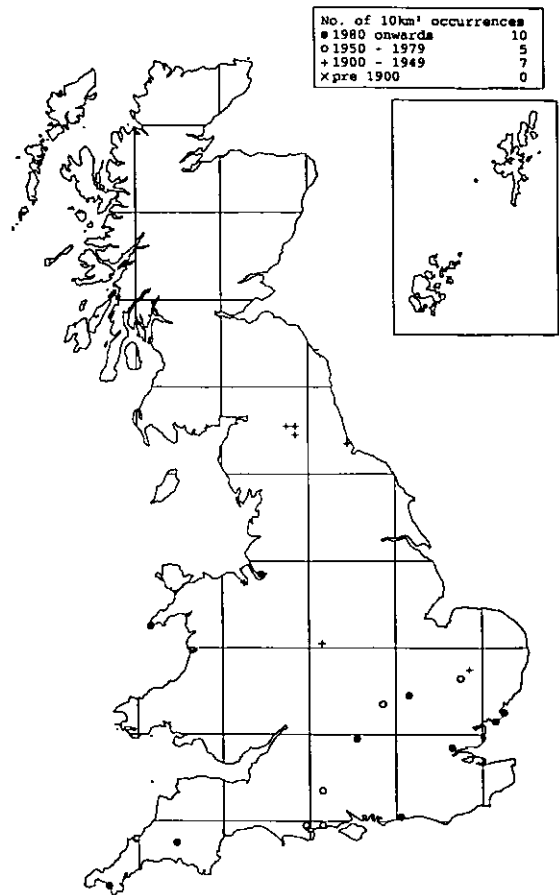 No. of 10km² occurrences
● 1980 onwards 10
○ 1950 - 1979 5
+ 1900 - 1949 7
× pre 1900 0